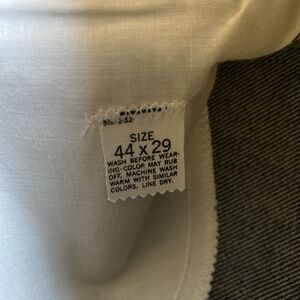 SIZE
44 x 29
WASH BEFORE WEAR-
ING-COLOR MAY RUB
OFF, MACHINE WASH
WARM WITH SIMILAR
COLORS, LINE DRY.